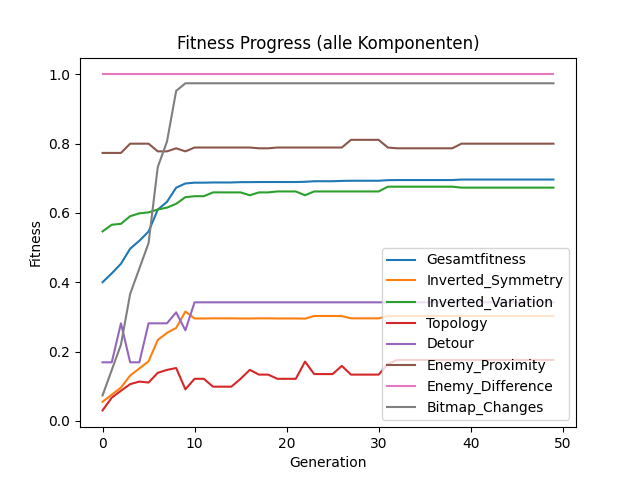 Fitness Progress (alle Komponenten)
1.0
0.8
0.6
0.4
0.2
0.0
Fitness
Gesamtfitness
Inverted_Symmetry
Inverted_Variation
Topology
Detour
Enemy_Proximity
Enemy_Difference
Bitmap_Changes
0 10 20 30 40 50
Generation